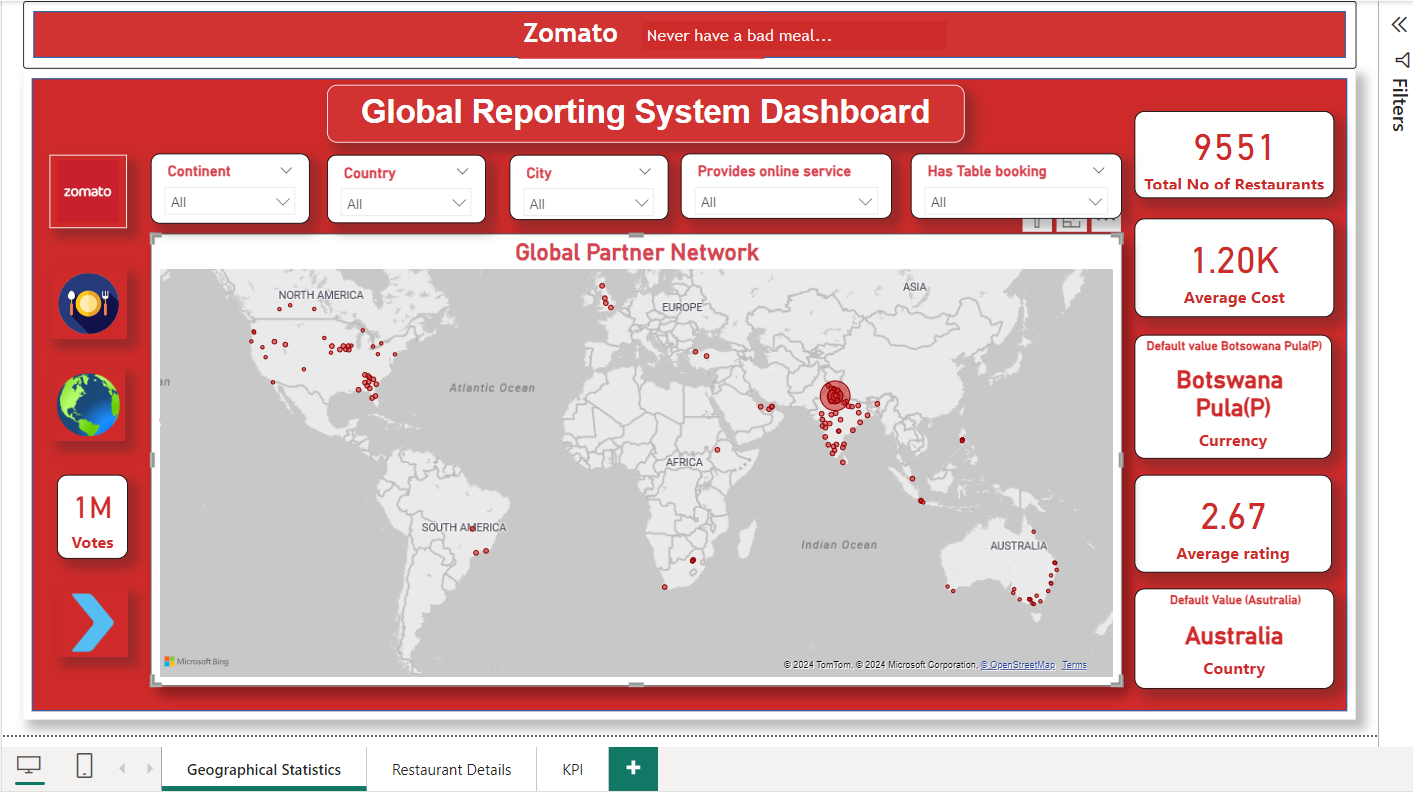 Zomato Never have a bad meal...
Filters
Global Reporting System Dashboard
zomato
Continent
All
Country
All
City
All
Provides online service
All
Has Table booking
All
9551
Total No of Restaurants
1.20K
Average Cost
Default value Botsowana Pula(P)
Botswana
Pula(P)
Currency
2.67
Average rating
Default Value (Asutralia)
Australia
Country
1M
Votes
Global Partner Network
NORTH AMERICA
EUROPE
ASIA
Atlantic Ocean
AFRICA
SOUTH AMERICA
Indian Ocean
AUSTRALIA
Microsoft Bing
© 2024 TomTom, © 2024 Microsoft Corporation, © OpenStreetMap Terms
Geographical Statistics
Restaurant Details
KPI